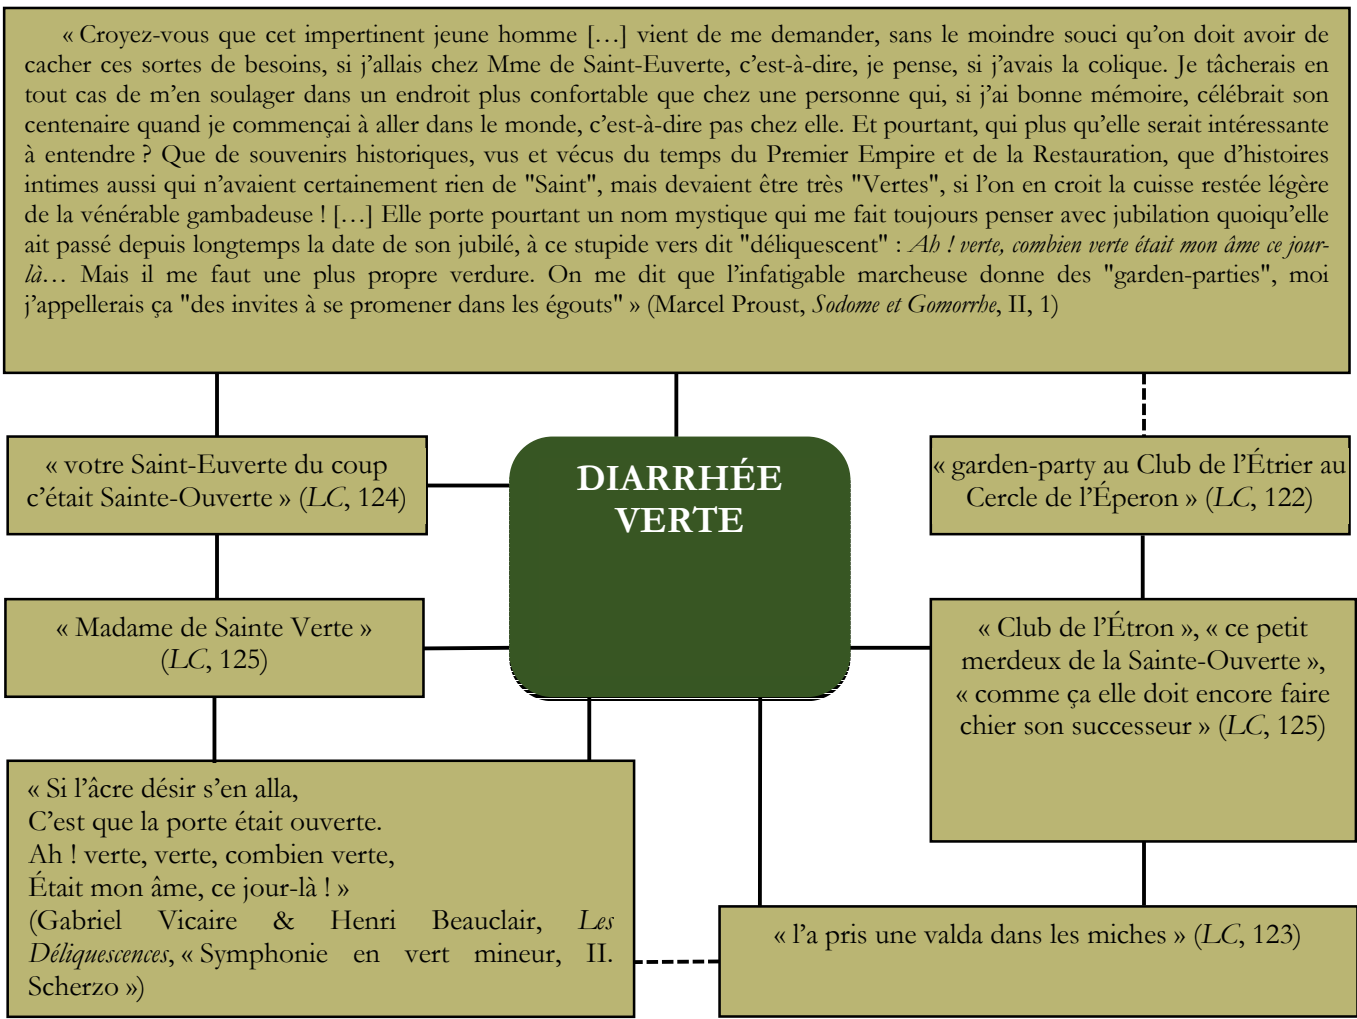 « Croyez-vous que cet impertinent jeune homme […] vient de me demander, sans le moindre souci qu’on doit avoir de
cacher ces sortes de besoins, si j’allais chez Mme de Saint-Euverte, c’est-à-dire, je pense, si j’avais la colique. Je tâcherais en
tout cas de m’en soulager dans un endroit plus confortable que chez une personne qui, si j’ai bonne mémoire, célébrait son
centenaire quand je commençai à aller dans le monde, c’est-à-dire pas chez elle. Et pourtant, qui plus qu’elle serait intéressante
à entendre ? Que de souvenirs historiques, vus et vécus du temps du Premier Empire et de la Restauration, que d’histoires
intimes aussi qui n’avaient certainement rien de "Saint", mais devaient être très "Vertes", si l’on en croit la cuisse restée légère
de la vénérable gambadeuse ! […] Elle porte pourtant un nom mystique qui me fait toujours penser avec jubilation quoiqu’elle
ait passé depuis longtemps la date de son jubilé, à ce stupide vers dit "déliquescent" : Ah ! verte, combien verte était mon âme ce jour-
là… Mais il me faut une plus propre verdure. On me dit que l’infatigable marcheuse donne des "garden-parties", moi
j’appellerais ça "des invites à se promener dans les égouts" » (Marcel Proust, Sodome et Gomorrhe, II, 1)
« votre Saint-Euverte du coup
c’était Sainte-Ouverte » (LC, 124)
DIARRHÉE
VERTE
« garden-party au Club de l’Étrier au
Cercle de l’Éperon » (LC, 122)
« Madame de Sainte Verte »
(LC, 125)
« Club de l’Étron », « ce petit
merdeux de la Sainte-Ouverte »,
« comme ça elle doit encore faire
chier son successeur » (LC, 125)
« Si l’âcre désir s’en alla,
C’est que la porte était ouverte.
Ah ! verte, verte, combien verte,
Était mon âme, ce jour-là ! »
(Gabriel Vicaire & Henri Beauclair, Les
Déliquescences, « Symphonie en vert mineur, II.
Scherzo »)
« l’a pris une valda dans les miches » (LC, 123)